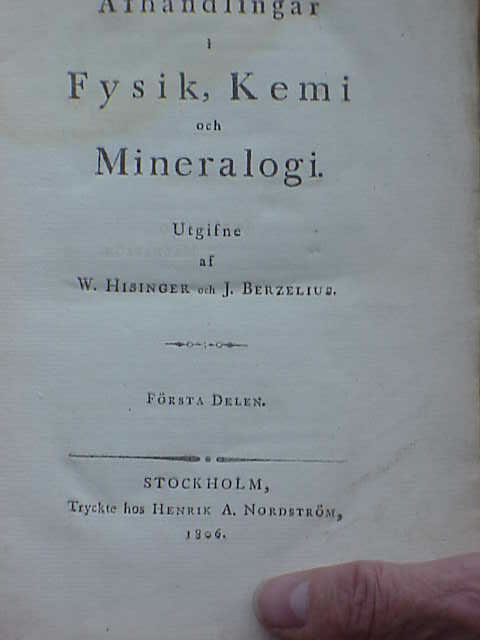 Afhandlingar
i
Fysik, Kemi
och
Mineralogi.
Utgifne
af
W. HISINGER och J. BERZELIUS.
FÖRSTA DELEN.
STOCKHOLM,
Tryckte hos HENRIK A. NORDSTRÖM,
1806.